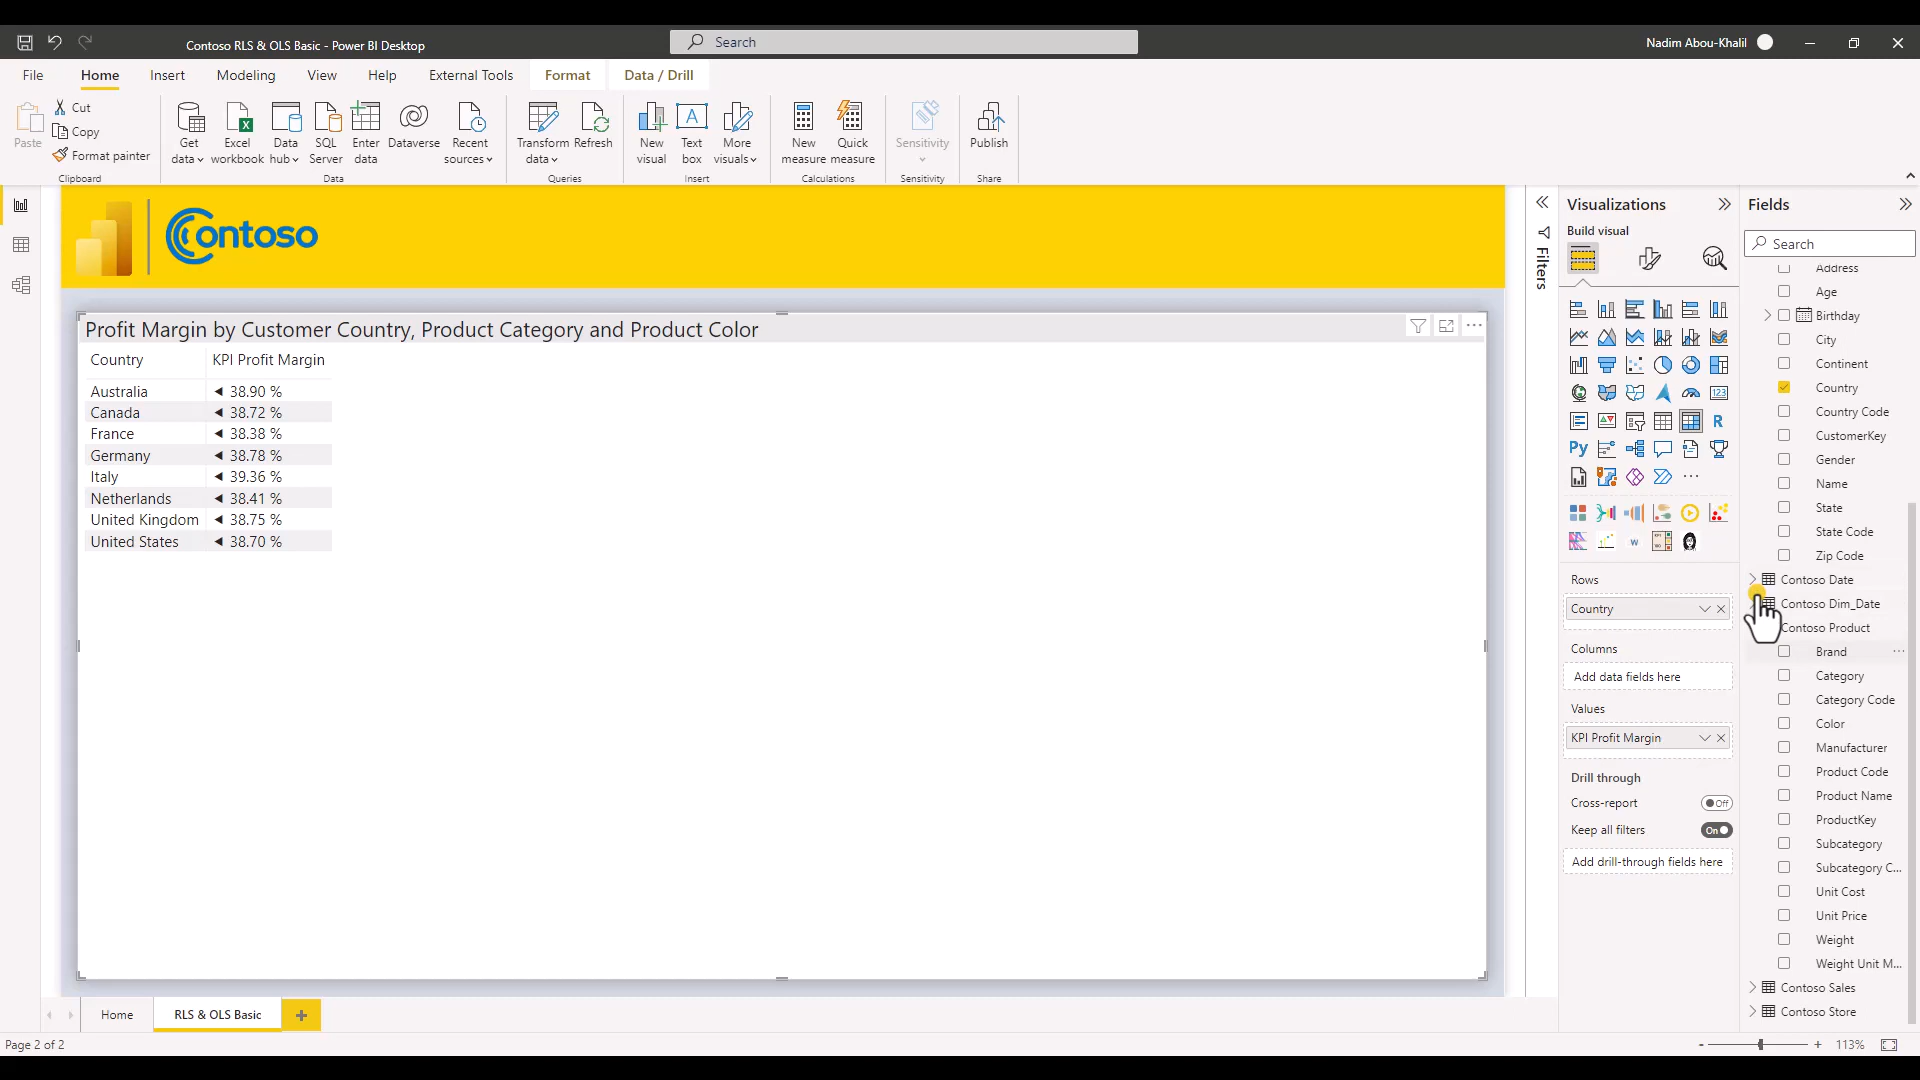 Contoso RLS & OLS Basic - Power BI Desktop
Search
Nadim Abou-Khalil
File
Home
Insert
Modeling
View
Help
External Tools
Format
Data / Drill
Paste
Cut
Copy
Format painter
Clipboard
Get data
Excel workbook
Data hub
SQL Server
Enter data
Dataverse
Recent sources
Data
Transform data
Refresh
Queries
New visual
Text box
More visuals
Insert
New measure
Quick measure
Calculations
Sensitivity
Sensitivity
Publish
Share
Contoso
Profit Margin by Customer Country, Product Category and Product Color
Country KPI Profit Margin
Australia 38.90 %
Canada 38.72 %
France 38.38 %
Germany 38.78 %
Italy 39.36 %
Netherlands 38.41 %
United Kingdom 38.75 %
United States 38.70 %
Filters
Visualizations
Build visual
123
R
Py
Rows
Country
Columns
Add data fields here
Values
KPI Profit Margin
Drill through
Cross-report Off
Keep all filters On
Add drill-through fields here
Fields
Search
Address
Age
Birthday
City
Continent
Country
Country Code
CustomerKey
Gender
Name
State
State Code
Zip Code
Contoso Date
Contoso Dim_Date
Contoso Product
Brand
Category
Category Code
Color
Manufacturer
Product Code
Product Name
ProductKey
Subcategory
Subcategory C...
Unit Cost
Unit Price
Weight
Weight Unit M...
Contoso Sales
Contoso Store
Home
RLS & OLS Basic
+
Page 2 of 2
- + 113%